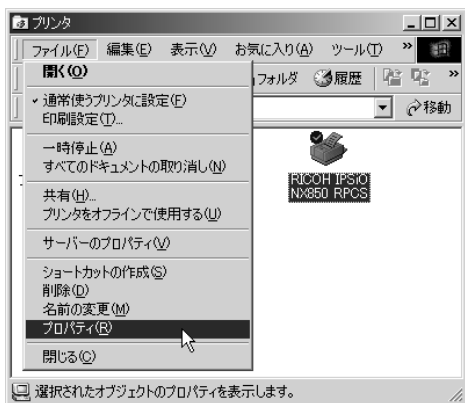 プリンタ
ファイル(F) 編集(E) 表示(V) お気に入り(A) ツール(T) »
開く(O)
フォルダ 履歴 »
通常使うプリンタに設定(F)
印刷設定(T)...
移動
一時停止(A)
すべてのドキュメントの取り消し(N)
共有(H)...
プリンタをオフラインで使用する(U)
サーバーのプロパティ(V)
ショートカットの作成(S)
削除(D)
名前の変更(M)
プロパティ(R)
閉じる(C)
RICOH IPSiO
NX850 RPCS
選択されたオブジェクトのプロパティを表示します。